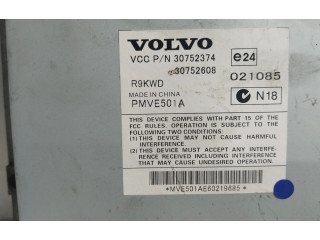 VOLVO
VCC P/N 30752374
30752608
R9KWD
MADE IN CHINA
PMVE501A
e24
021085
N18
THIS DEVICE COMPLIES WITH PART 15 OF THE
FCC RULES. OPERATION IS SUBJECT TO THE
FOLLOWING TWO CONDITIONS:
(1) THIS DEVICE MAY NOT CAUSE HARMFUL
INTERFERENCE, AND
(2) THIS DEVICE MUST ACCEPT ANY INTERFE-
RENCE RECEIVED, INCLUDING INTERFERENCE
THAT MAY CAUSE UNDESIRED OPERATION.
*MVE501AE60219885*